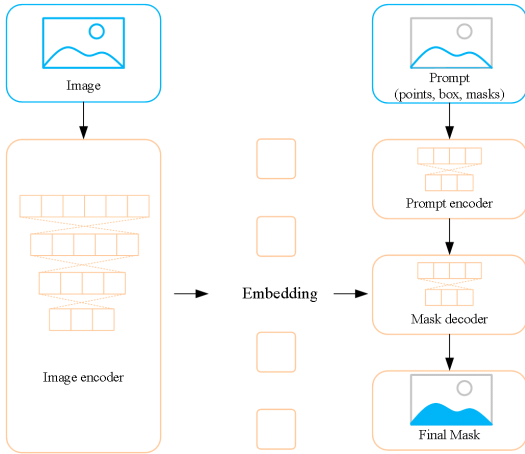 Image
Prompt
(points, box, masks)
Prompt encoder
Embedding
Mask decoder
Image encoder
Final Mask